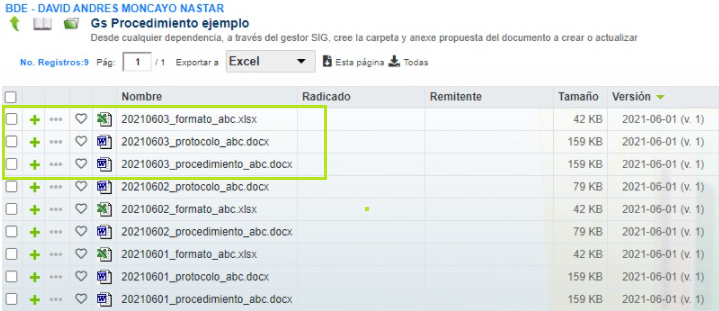 BDE - DAVID ANDRES MONCAYO NASTAR
Gs Procedimiento ejemplo
Desde cualquier dependencia, a través del gestor SIG, cree la carpeta y anexe propuesta del documento a crear o actualizar
No. Registros:9 Pág: 1 / 1 Exportar a Excel Esta página Todas
Nombre Radicado Remitente Tamaño Versión
20210603_formato_abc.xlsx 42 KB 2021-06-01 (v. 1)
20210603_protocolo_abc.docx 159 KB 2021-06-01 (v. 1)
20210603_procedimiento_abc.docx 159 KB 2021-06-01 (v. 1)
20210602_protocolo_abc.docx 79 KB 2021-06-01 (v. 1)
20210602_formato_abc.xlsx 42 KB 2021-06-01 (v. 1)
20210602_procedimiento_abc.docx 79 KB 2021-06-01 (v. 1)
20210601_formato_abc.xlsx 42 KB 2021-06-01 (v. 1)
20210601_protocolo_abc.docx 159 KB 2021-06-01 (v. 1)
20210601_procedimiento_abc.docx 159 KB 2021-06-01 (v. 1)